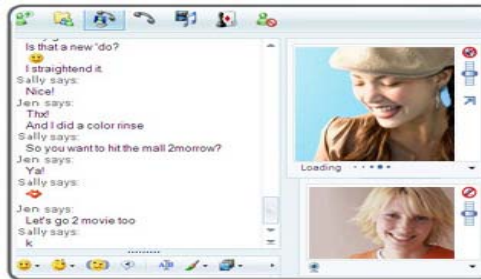 Is that a new 'do?
I straightend it
Sally says:
Nice!
Jen says:
Thx!
And I did a color rinse
Sally says:
So you want to hit the mall 2morrow?
Jen says:
Ya!
Sally says:
Jen says:
Let's go 2 movie too
Sally says:
k
Loading